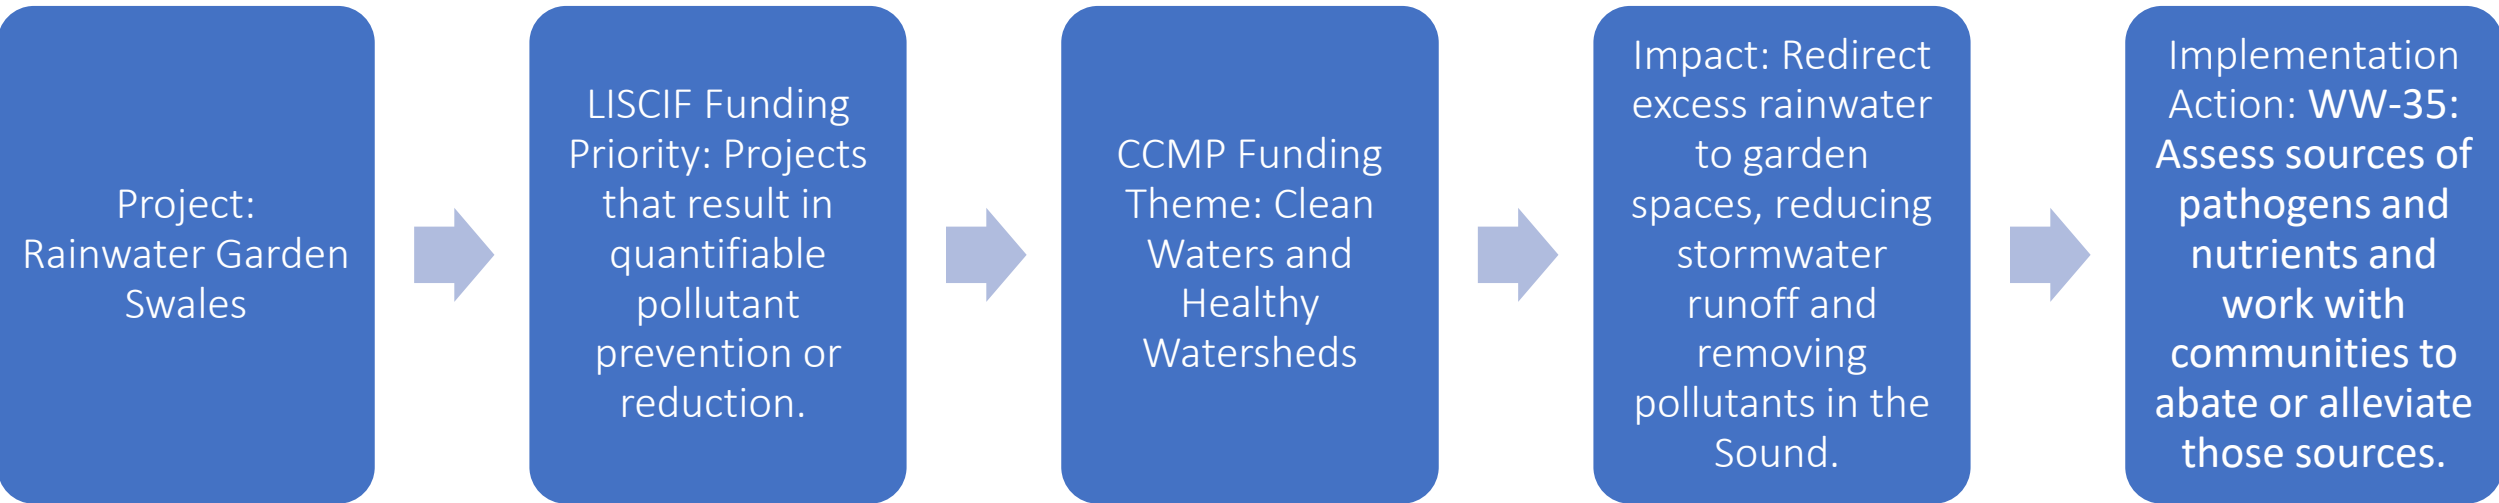 Project:
Rainwater Garden
Swales
LISCIF Funding
Priority: Projects
that result in
quantifiable
pollutant
prevention or
reduction.
CCMP Funding
Theme: Clean
Waters and
Healthy
Watersheds
Impact: Redirect
excess rainwater
to garden
spaces, reducing
stormwater
runoff and
removing
pollutants in the
Sound.
Implementation
Action: WW-35:
Assess sources of
pathogens and
nutrients and
work with
communities to
abate or alleviate
those sources.